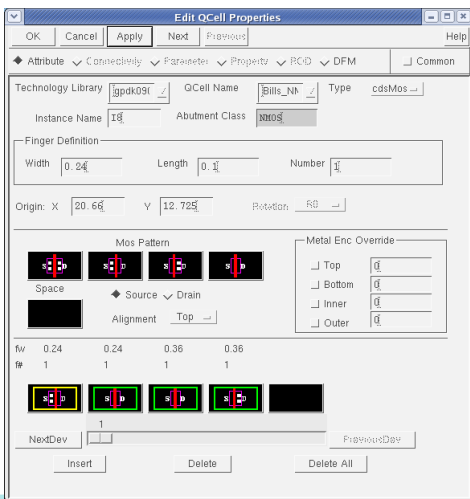 Edit QCell Properties
OK Cancel Apply Next Previous Help
Attribute Connectivity Parameter Property ROD DFM Common
Technology Library gpdk090 QCell Name Bills_NM Type cdsMos
Instance Name I8 Abutment Class NMOS
Finger Definition
Width 0.24 Length 0.1 Number 1
Origin: X 20.66 Y 12.725 Rotation R0
Mos Pattern Metal Enc Override
S D S D S D S D
Top 0
Space
Bottom 0
Source Drain
Inner 0
Alignment Top
Outer 0
fw 0.24 0.24 0.36 0.36
f# 1 1 1 1
S D S D S D S D
1
NextDev PreviousDev
Insert Delete Delete All